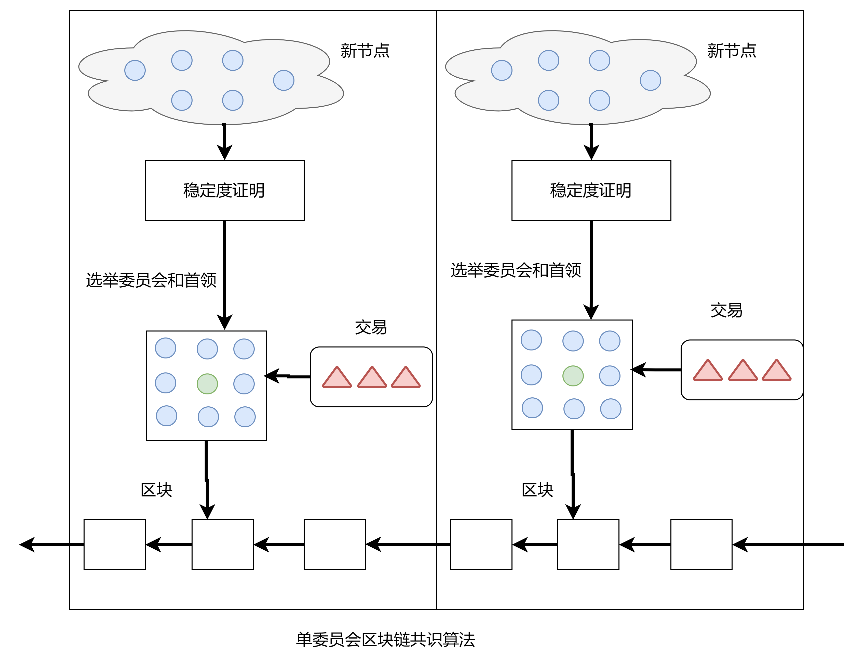 新节点
新节点
稳定度证明
稳定度证明
选举委员会和首领
选举委员会和首领
交易
交易
区块
区块
单委员会区块链共识算法